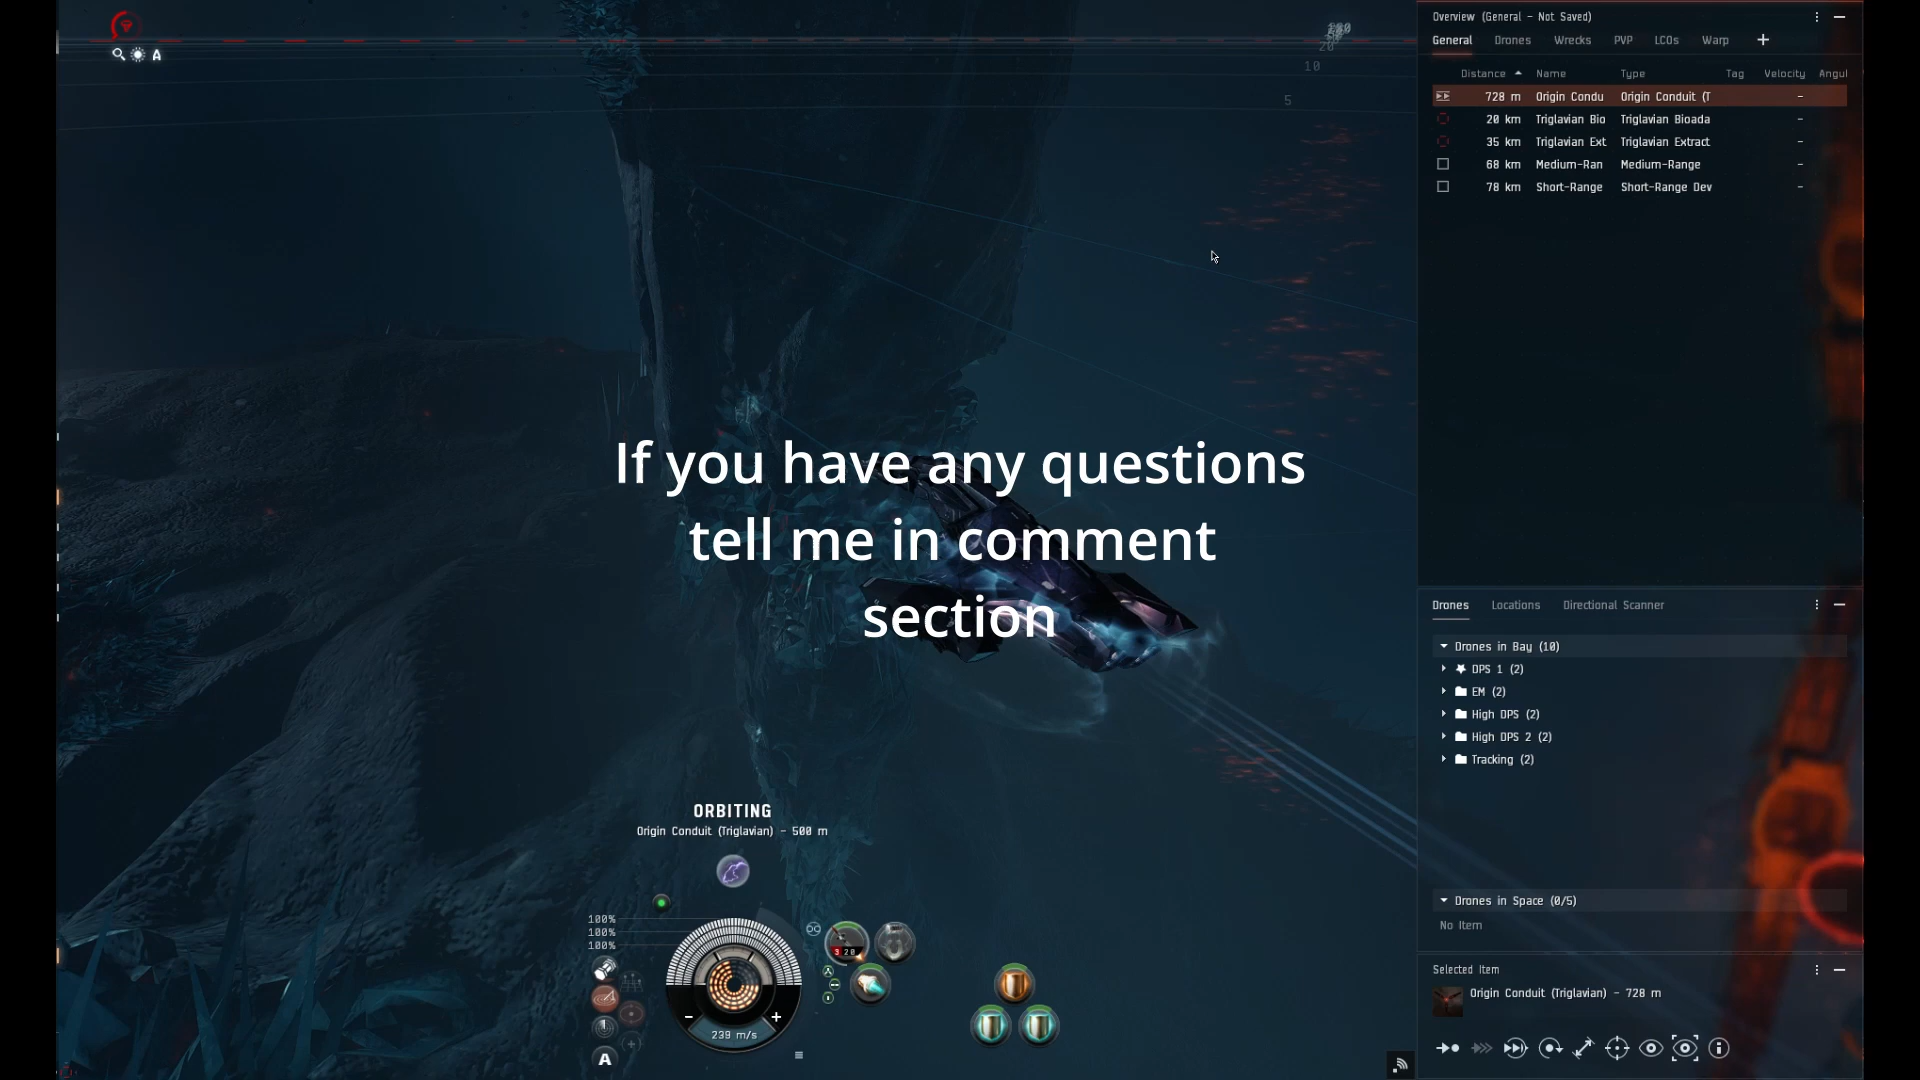 Overview (General - Not Saved)
General Drones Wrecks PVP LCOs Warp +
Distance Name Type Tag Velocity Angul
728 m Origin Condu Origin Conduit (T -
20 km Triglavian Bio Triglavian Bioada -
35 km Triglavian Ext Triglavian Extract -
68 km Medium-Ran Medium-Range -
78 km Short-Range Short-Range Dev -
A
20
10
5
If you have any questions
tell me in comment
section
Drones Locations Directional Scanner
Drones in Bay (10)
DPS 1 (2)
EM (2)
High DPS (2)
High DPS 2 (2)
Tracking (2)
Drones in Space (0/5)
No Item
ORBITING
Origin Conduit (Triglavian) - 500 m
100%
100%
100%
3 20
- +
239 m/s
A
Selected Item
Origin Conduit (Triglavian) - 728 m